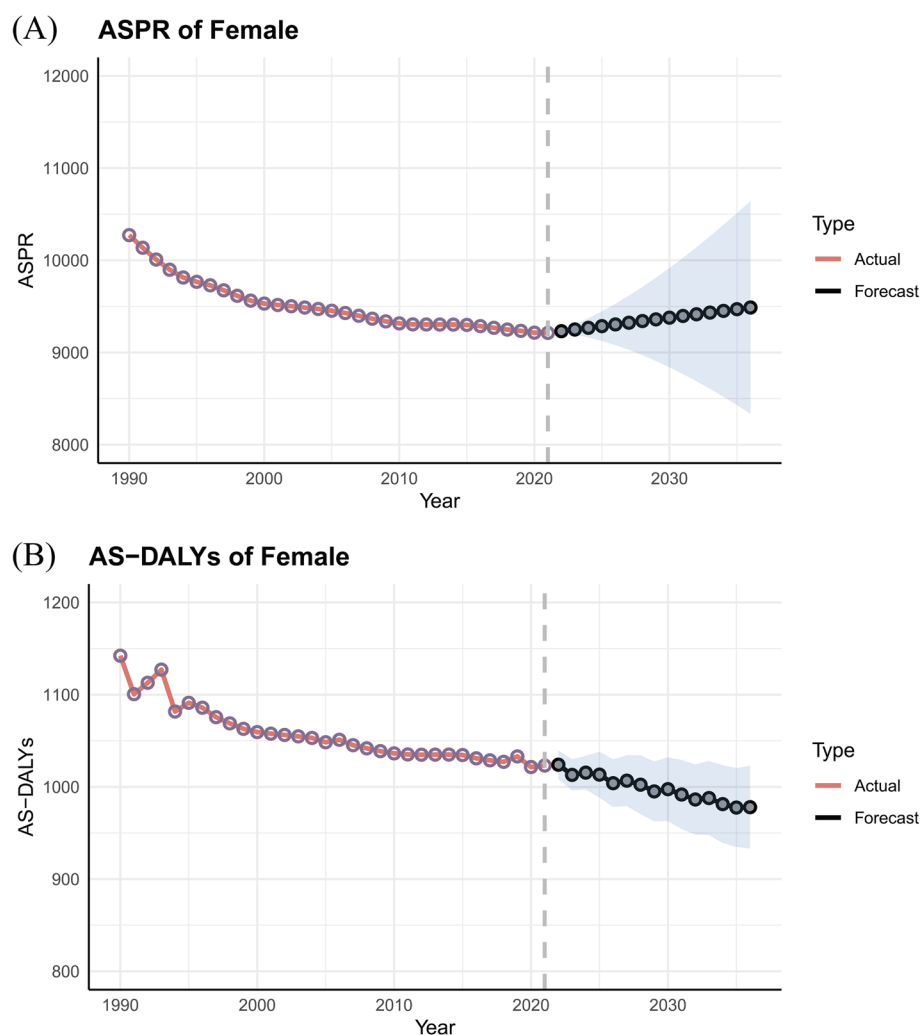 (A) ASPR of Female
12000
11000
10000
9000
8000
ASPR
1990 2000 2010 2020 2030
Year
Type
Actual
Forecast
(B) AS−DALYs of Female
1200
1100
1000
900
800
AS−DALYs
1990 2000 2010 2020 2030
Year
Type
Actual
Forecast